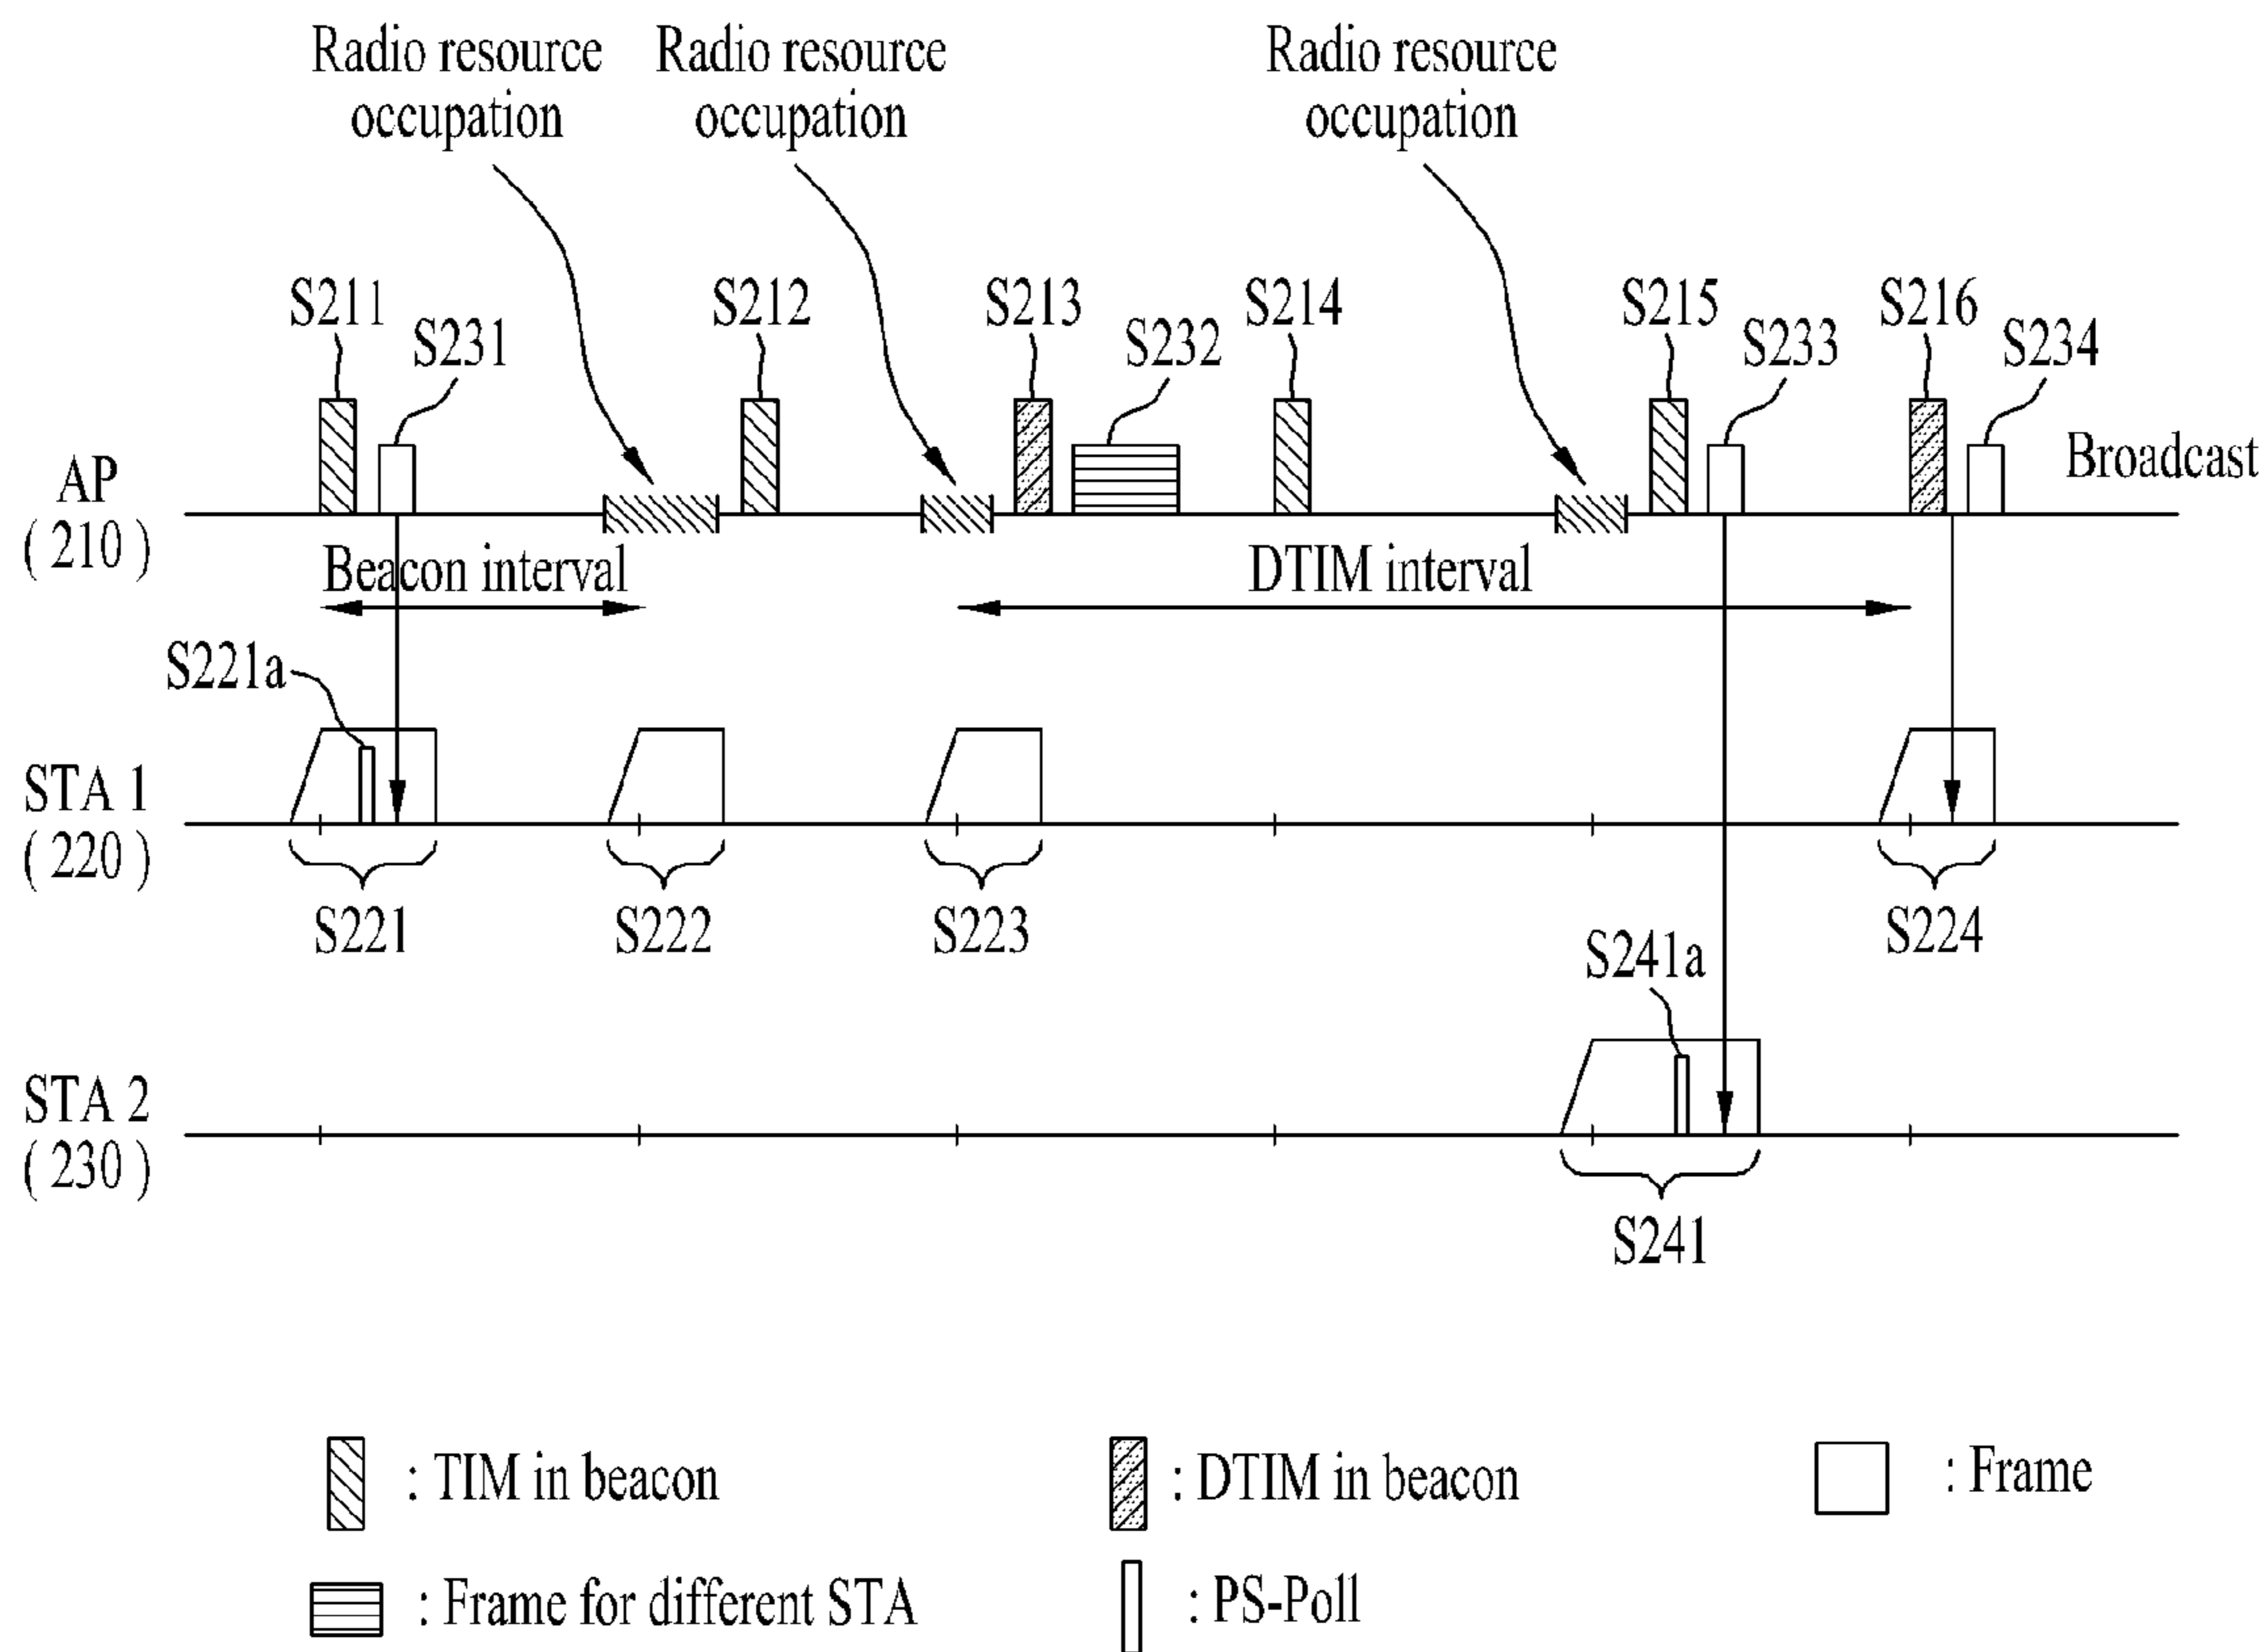 Radio resource
occupation
Radio resource
occupation
Radio resource
occupation
S211
S231
S212
S213
S232
S214
S215
S233
S216
S234
AP
( 210 )
Broadcast
Beacon interval
DTIM interval
S221a
STA 1
( 220 )
S221
S222
S223
S224
S241a
STA 2
( 230 )
S241
: TIM in beacon
: DTIM in beacon
: Frame
: Frame for different STA
: PS-Poll